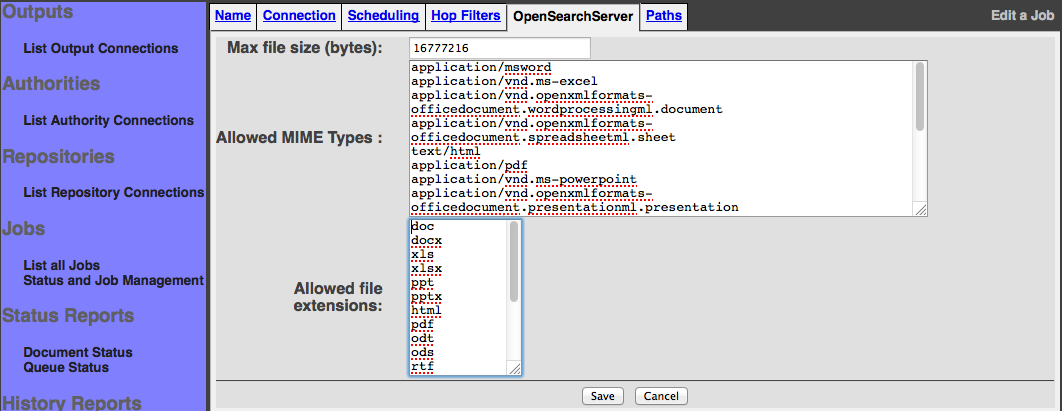 Outputs
List Output Connections
Authorities
List Authority Connections
Repositories
List Repository Connections
Jobs
List all Jobs
Status and Job Management
Status Reports
Document Status
Queue Status
History Reports
Name Connection Scheduling Hop Filters OpenSearchServer Paths Edit a Job
Max file size (bytes): 16777216
Allowed MIME Types :
application/msword
application/vnd.ms-excel
application/vnd.openxmlformats-
officedocument.wordprocessingml.document
application/vnd.openxmlformats-
officedocument.spreadsheetml.sheet
text/html
application/pdf
application/vnd.ms-powerpoint
application/vnd.openxmlformats-
officedocument.presentationml.presentation
Allowed file
extensions:
doc
docx
xls
xlsx
ppt
pptx
html
pdf
odt
ods
rtf
Save Cancel